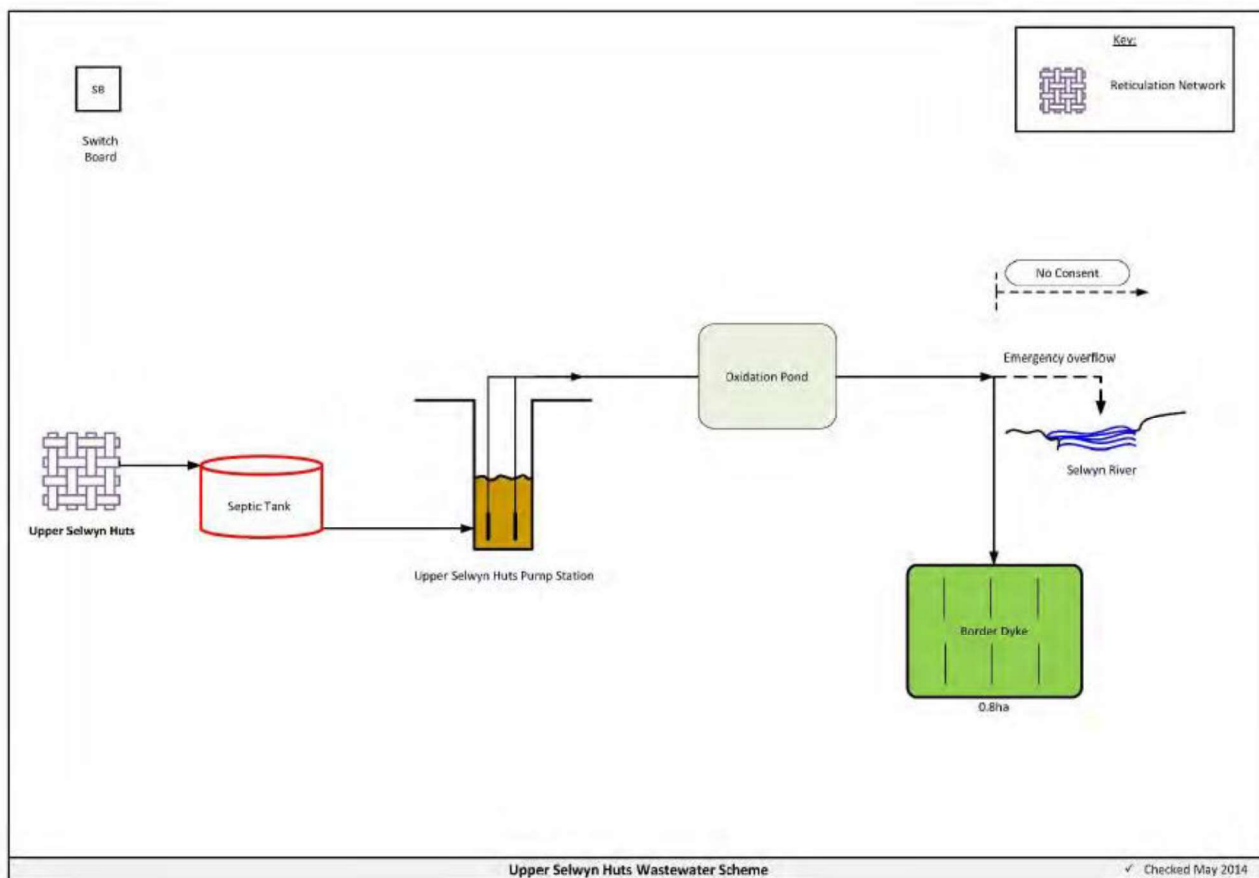 Key:
Reticulation Network
SB
Switch
Board
No Consent
Emergency overflow
Oxidation Pond
Selwyn River
Septic Tank
Upper Selwyn Huts
Upper Selwyn Huts Pump Station
Border Dyke
0.8ha
Upper Selwyn Huts Wastewater Scheme
✓ Checked May 2014